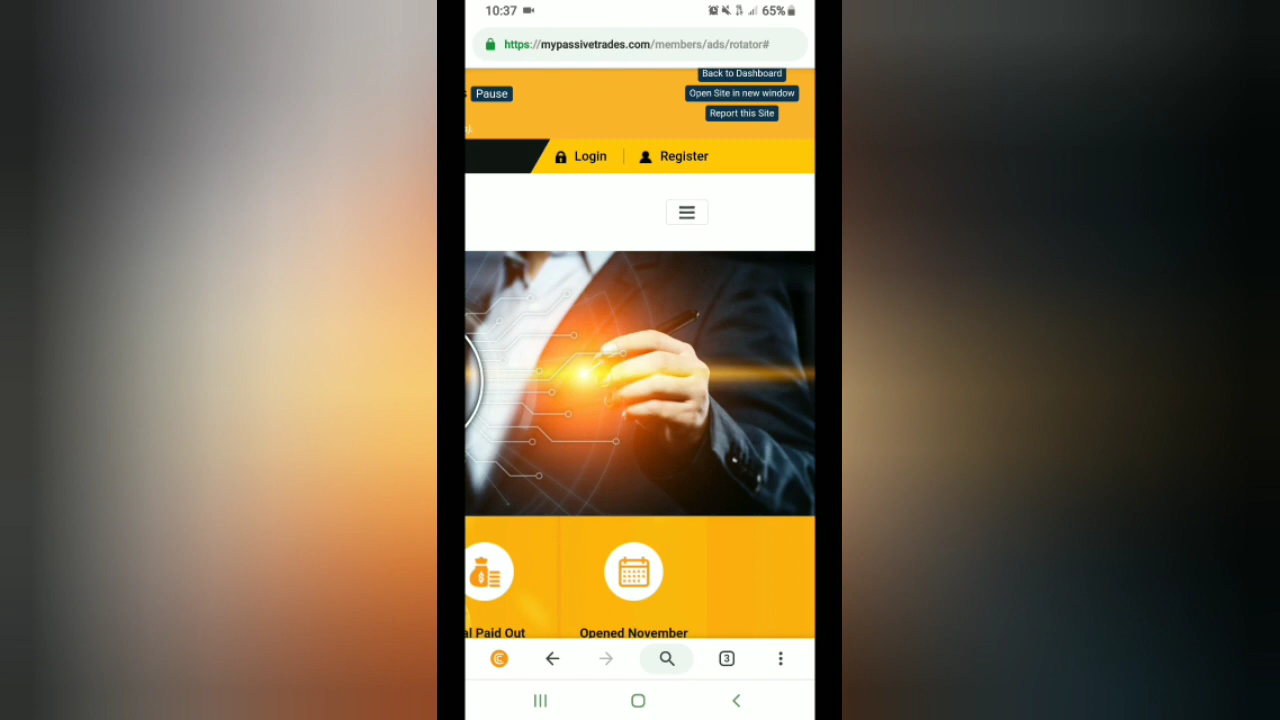 10:37
65%
https://mypassivetrades.com/members/ads/rotator#
Back to Dashboard
Pause
Open Site in new window
Report this Site
Login
Register
al Paid Out
Opened November
3